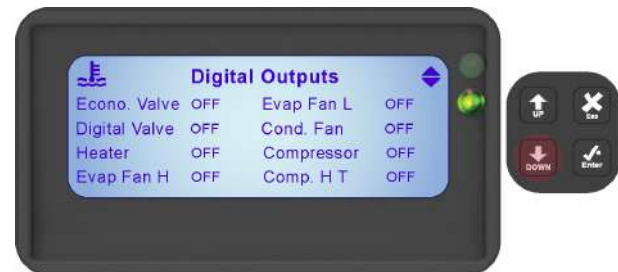 Digital Outputs
Econo. Valve OFF Evap Fan L OFF
Digital Valve OFF Cond. Fan OFF
Heater OFF Compressor OFF
Evap Fan H OFF Comp. H T OFF
UP
Esc
DOWN
Enter